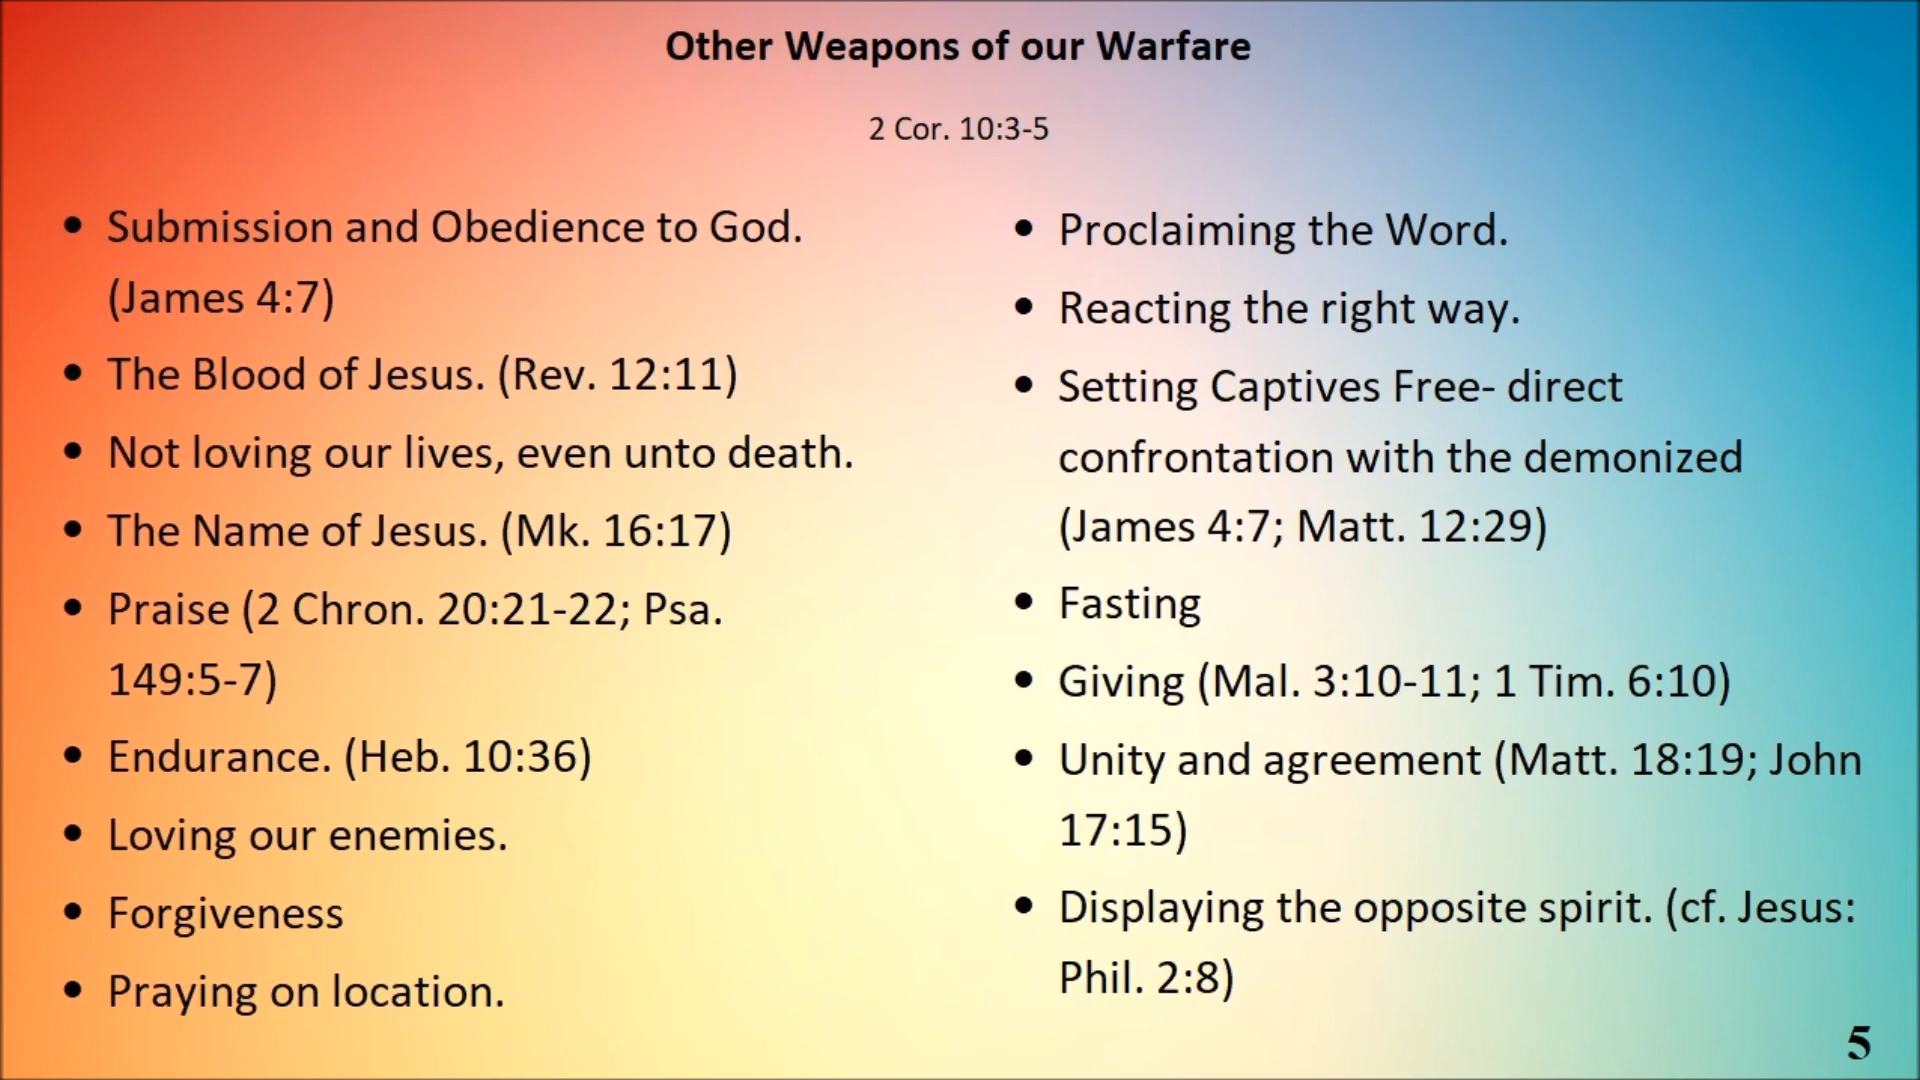 Other Weapons of our Warfare
2 Cor. 10:3-5
• Submission and Obedience to God.
(James 4:7)
• The Blood of Jesus. (Rev. 12:11)
• Not loving our lives, even unto death.
• The Name of Jesus. (Mk. 16:17)
• Praise (2 Chron. 20:21-22; Psa.
149:5-7)
• Endurance. (Heb. 10:36)
• Loving our enemies.
• Forgiveness
• Praying on location.
• Proclaiming the Word.
• Reacting the right way.
• Setting Captives Free- direct
confrontation with the demonized
(James 4:7; Matt. 12:29)
• Fasting
• Giving (Mal. 3:10-11; 1 Tim. 6:10)
• Unity and agreement (Matt. 18:19; John
17:15)
• Displaying the opposite spirit. (cf. Jesus:
Phil. 2:8)
5